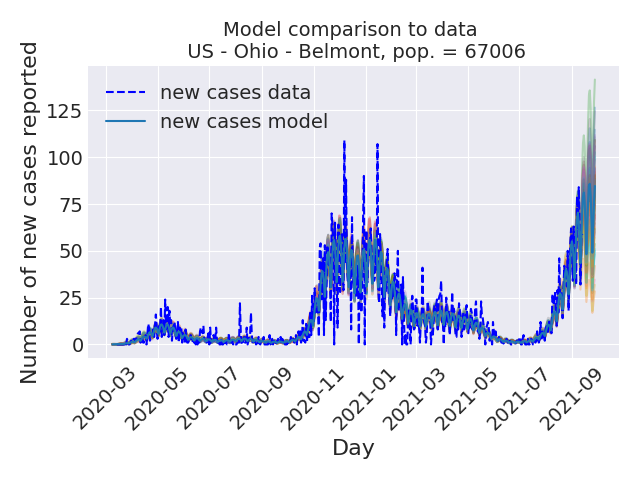 Model comparison to data
US - Ohio - Belmont, pop. = 67006
Number of new cases reported
125
100
75
50
25
0
new cases data
new cases model
2020-03
2020-05
2020-07
2020-09
2020-11
2021-01
2021-03
2021-05
2021-07
2021-09
Day